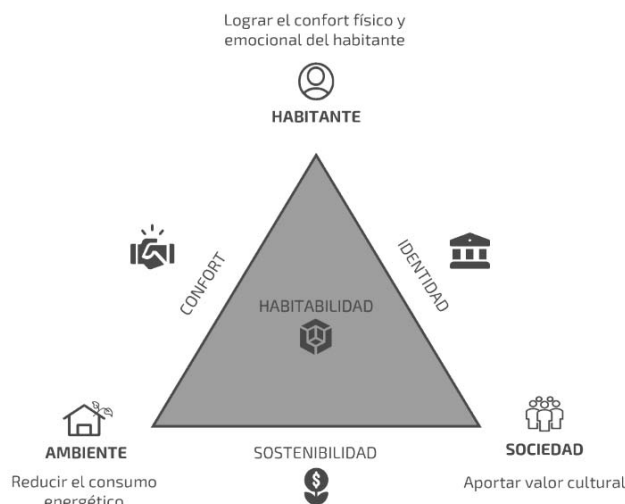 Lograr el confort físico y
emocional del habitante
HABITANTE
CONFORT
IDENTIDAD
HABITABILIDAD
$
AMBIENTE
SOSTENIBILIDAD
SOCIEDAD
Reducir el consumo
energético
Aportar valor cultural